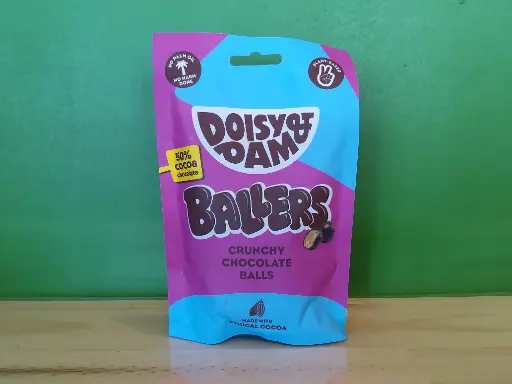 NO PALM OIL
NO HARM DONE
PLANT-BASED
DOISY &
DAM
50%
COCOA
chocolate
BALLERS
CRUNCHY
CHOCOLATE
BALLS
MADE WITH
ETHICAL COCOA